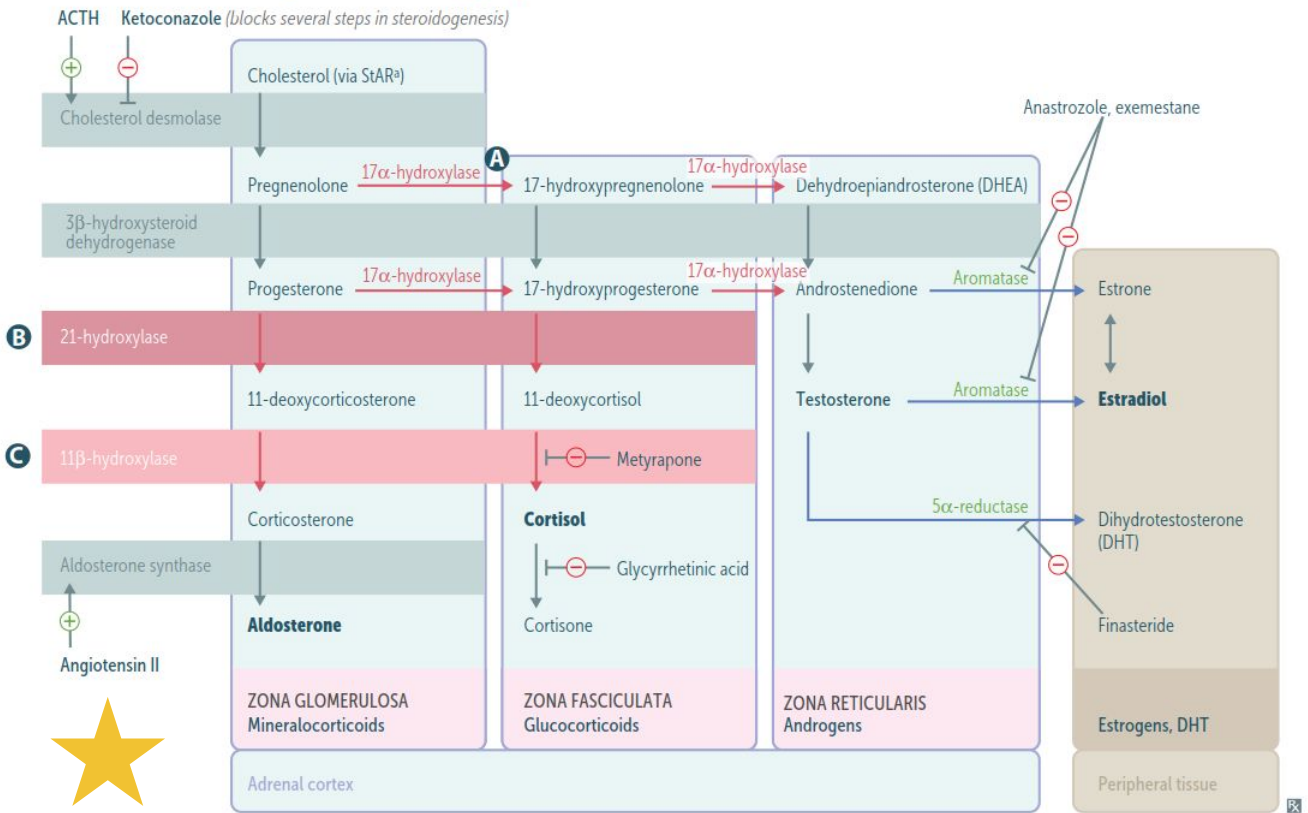 ACTH Ketoconazole (blocks several steps in steroidogenesis)
Cholesterol (via StARᵃ)
Cholesterol desmolase
Anastrozole, exemestane
A
17α-hydroxylase
17α-hydroxylase
Pregnenolone
17-hydroxypregnenolone
Dehydroepiandrosterone (DHEA)
3β-hydroxysteroid
dehydrogenase
17α-hydroxylase
17α-hydroxylase
Aromatase
Progesterone
17-hydroxyprogesterone
Androstenedione
Estrone
B
21-hydroxylase
11-deoxycorticosterone
11-deoxycortisol
Testosterone
Aromatase
Estradiol
C
11β-hydroxylase
Metyrapone
Corticosterone
Cortisol
5α-reductase
Dihydrotestosterone
(DHT)
Aldosterone synthase
Glycyrrhetinic acid
Aldosterone
Cortisone
Finasteride
Angiotensin II
ZONA GLOMERULOSA
Mineralocorticoids
ZONA FASCICULATA
Glucocorticoids
ZONA RETICULARIS
Androgens
Estrogens, DHT
Adrenal cortex
Peripheral tissue
Rx